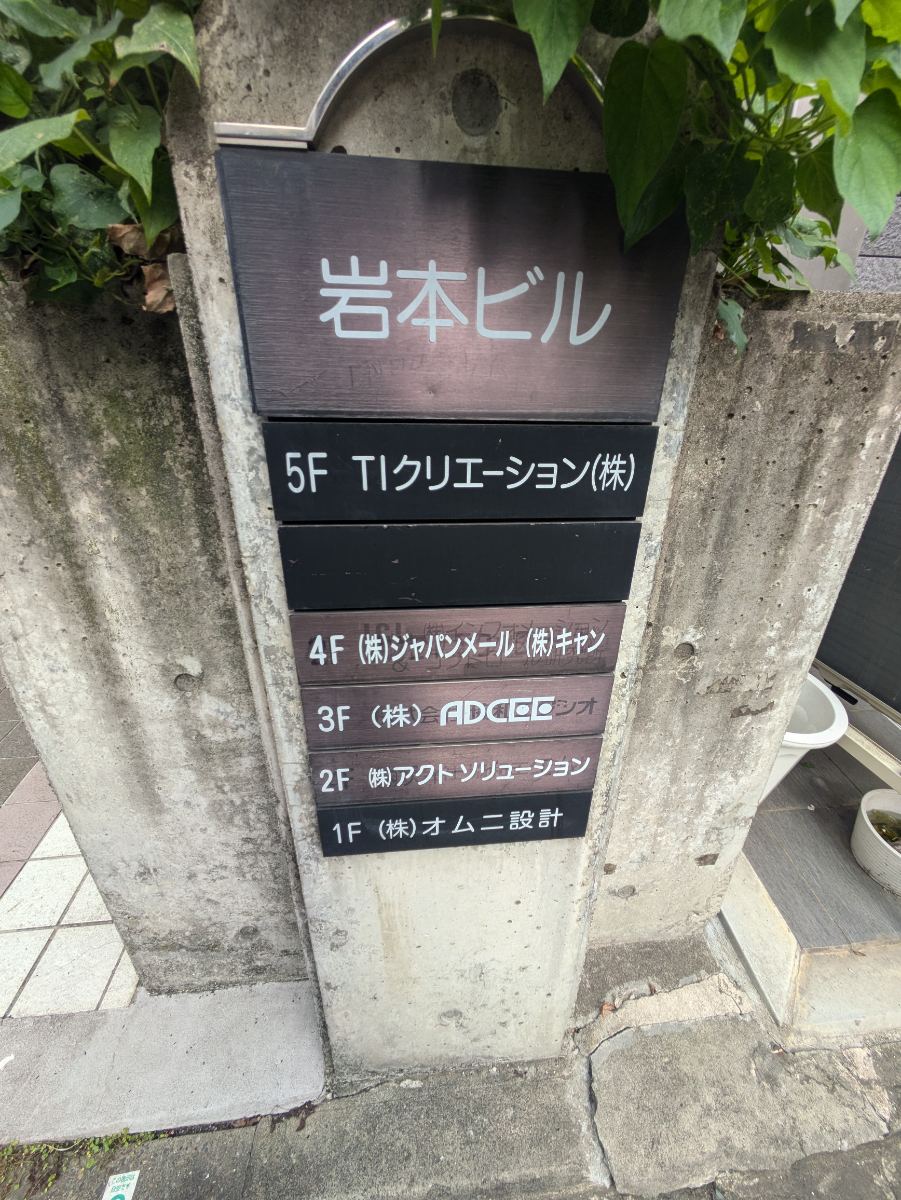 岩本ビル
5F TIクリエーション(株)
4F (株)ジャパンメール (株)キャン
3F (株) ADCEE
2F (株)アクト ソリューション
1F (株)オムニ設計